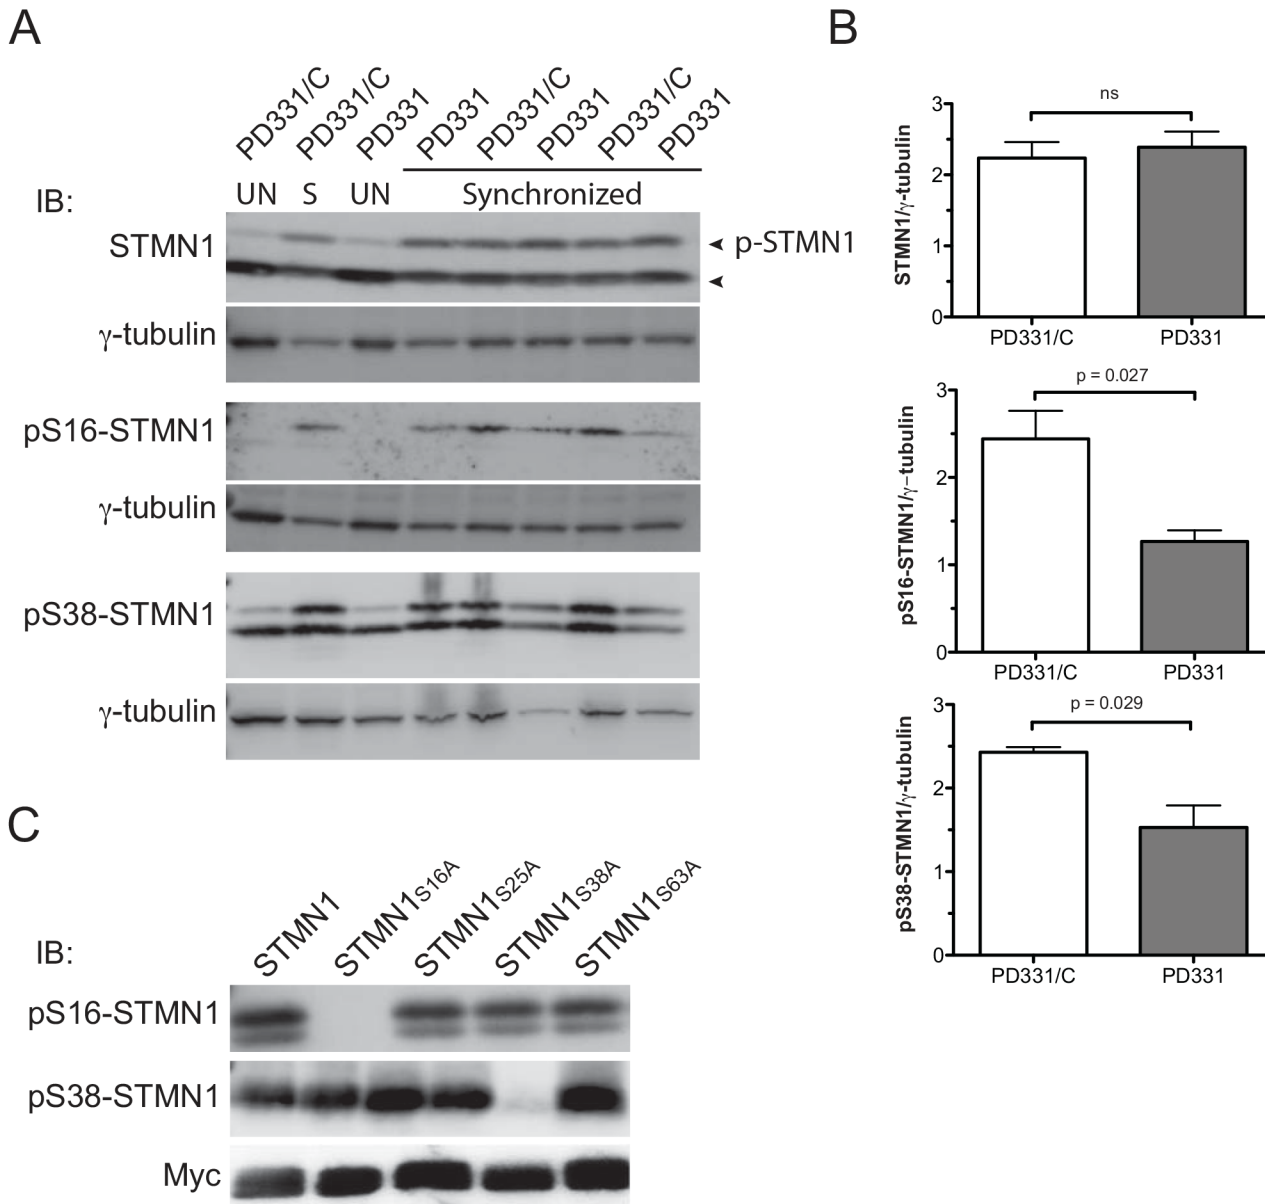 A
PD331/C PD331/C PD331 PD331 PD331/C PD331 PD331/C PD331
IB: UN S UN Synchronized
STMN1
p-STMN1
γ-tubulin
pS16-STMN1
γ-tubulin
pS38-STMN1
γ-tubulin
B
ns
STMN1/γ-tubulin
3
2
1
0
PD331/C PD331
p = 0.027
pS16-STMN1/γ−tubulin
3
2
1
0
PD331/C PD331
p = 0.029
pS38-STMN1/γ-tubulin
3
2
1
0
PD331/C PD331
C
IB: STMN1 STMN1S16A STMN1S25A STMN1S38A STMN1S63A
pS16-STMN1
pS38-STMN1
Myc